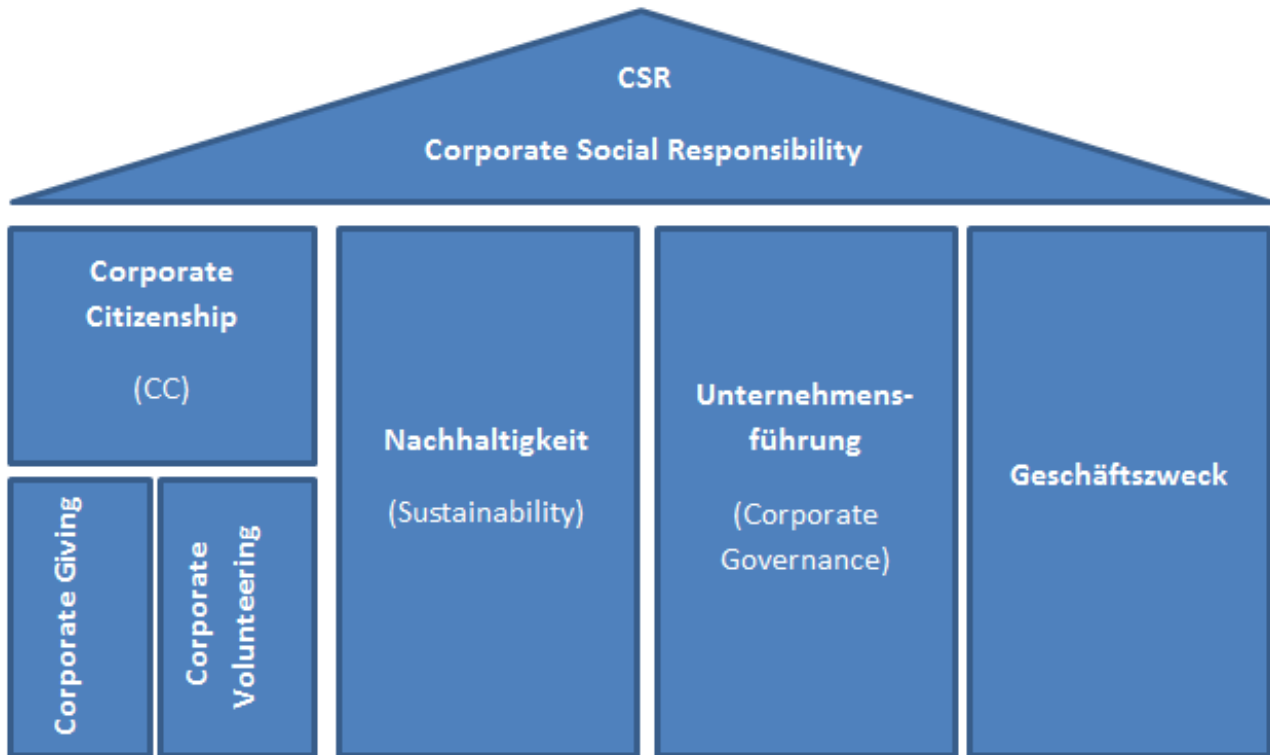 CSR
Corporate Social Responsibility
Corporate
Citizenship
(CC)
Corporate Giving
Corporate
Volunteering
Nachhaltigkeit
(Sustainability)
Unternehmens-
führung
(Corporate
Governance)
Geschäftszweck